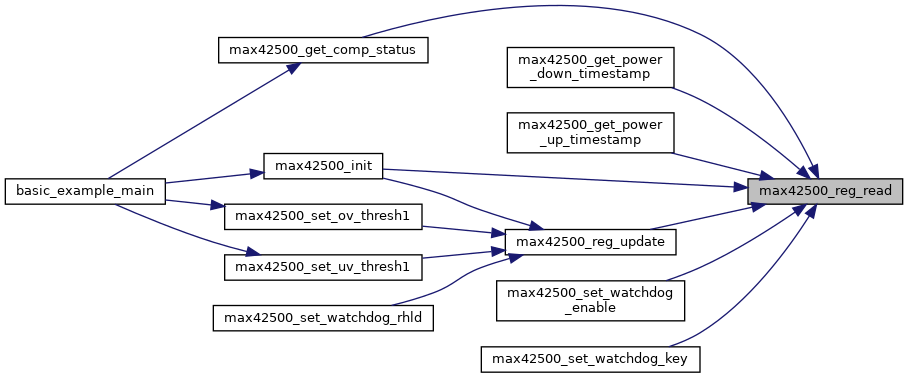 max42500_get_comp_status
max42500_get_power
_down_timestamp
max42500_get_power
_up_timestamp
max42500_init
basic_example_main
max42500_reg_read
max42500_set_ov_thresh1
max42500_reg_update
max42500_set_uv_thresh1
max42500_set_watchdog
_enable
max42500_set_watchdog_rhld
max42500_set_watchdog_key